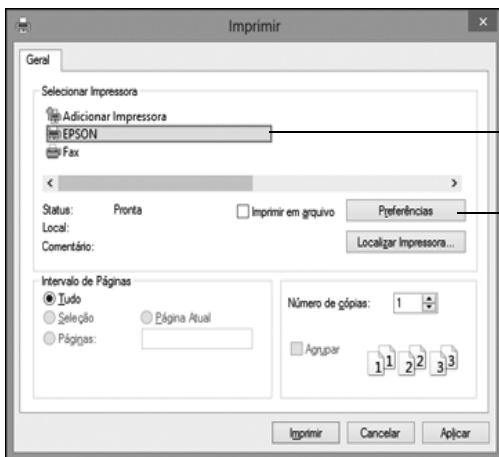 Imprimir
x
Geral
Selecionar Impressora
Adicionar Impressora
EPSON
Fax
Status: Pronta
Imprimir em arquivo
Preferências
Local:
Localizar Impressora...
Comentário:
Intervalo de Páginas
Tudo
Seleção
Página Atual
Páginas:
Número de cópias: 1
Agrupar
1 1 2 2 3 3
Imprimir
Cancelar
Aplicar